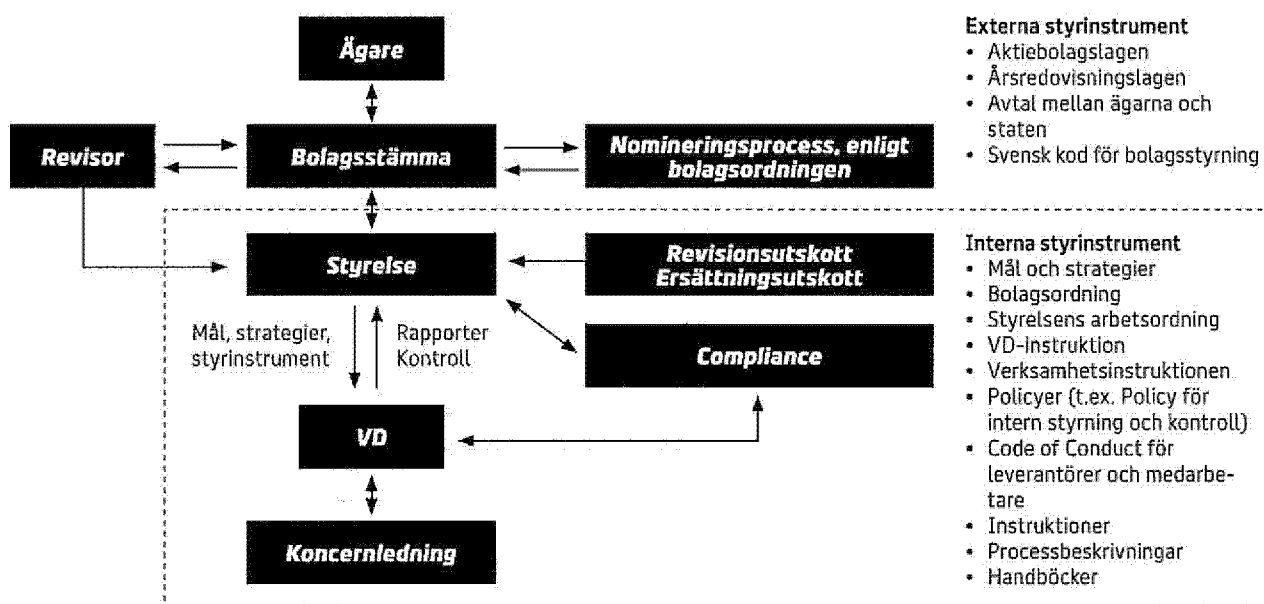 Ägare
Revisor
Bolagsstämma
Nomineringsprocess, enligt
bolagsordningen
Externa styrinstrument
• Aktiebolagslagen
• Årsredovisningslagen
• Avtal mellan ägarna och
staten
• Svensk kod för bolagsstyrning
Styrelse
Revisionsutskott
Ersättningsutskott
Mål, strategier,
styrinstrument
Rapporter
Kontroll
Compliance
VD
Koncernledning
Interna styrinstrument
• Mål och strategier
• Bolagsordning
• Styrelsens arbetsordning
• VD-instruktion
• Verksamhetsinstruktionen
• Policyer (t.ex. Policy för
intern styrning och kontroll)
• Code of Conduct för
leverantörer och medarbe-
tare
• Instruktioner
• Processbeskrivningar
• Handböcker